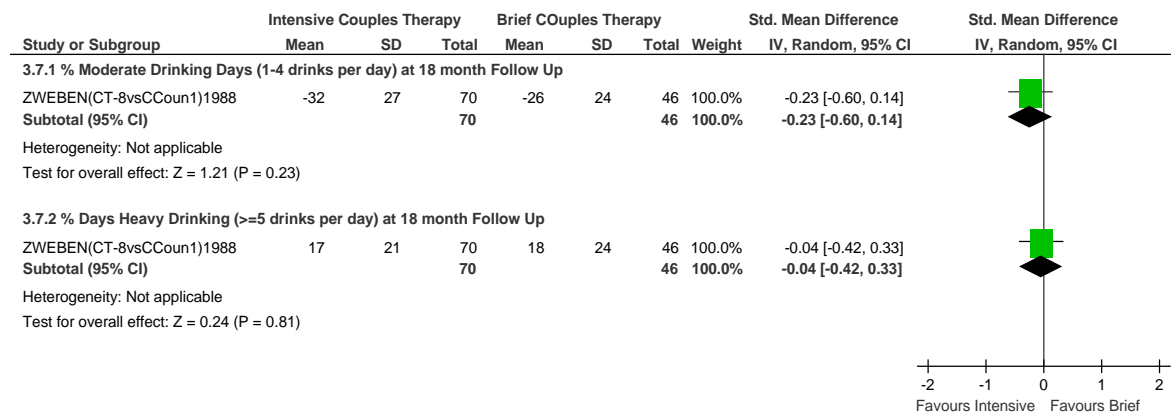 Intensive Couples Therapy Brief COuples Therapy Std. Mean Difference Std. Mean Difference
Study or Subgroup Mean SD Total Mean SD Total Weight IV, Random, 95% CI IV, Random, 95% CI
3.7.1 % Moderate Drinking Days (1-4 drinks per day) at 18 month Follow Up
ZWEBEN(CT-8vsCCoun1)1988 -32 27 70 -26 24 46 100.0% -0.23 [-0.60, 0.14]
Subtotal (95% CI) 70 46 100.0% -0.23 [-0.60, 0.14]
Heterogeneity: Not applicable
Test for overall effect: Z = 1.21 (P = 0.23)
3.7.2 % Days Heavy Drinking (>=5 drinks per day) at 18 month Follow Up
ZWEBEN(CT-8vsCCoun1)1988 17 21 70 18 24 46 100.0% -0.04 [-0.42, 0.33]
Subtotal (95% CI) 70 46 100.0% -0.04 [-0.42, 0.33]
Heterogeneity: Not applicable
Test for overall effect: Z = 0.24 (P = 0.81)
-2 -1 0 1 2
Favours Intensive Favours Brief